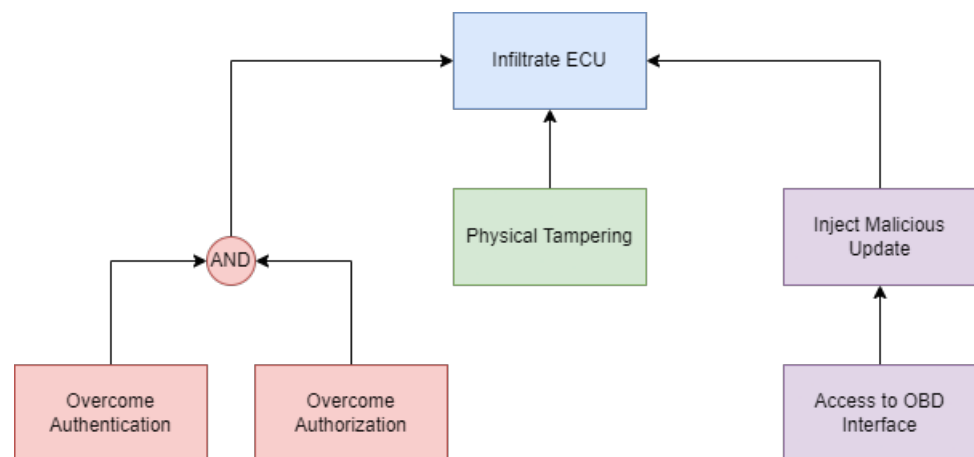 Infiltrate ECU
Physical Tampering
Inject Malicious
Update
AND
Overcome
Authentication
Overcome
Authorization
Access to OBD
Interface